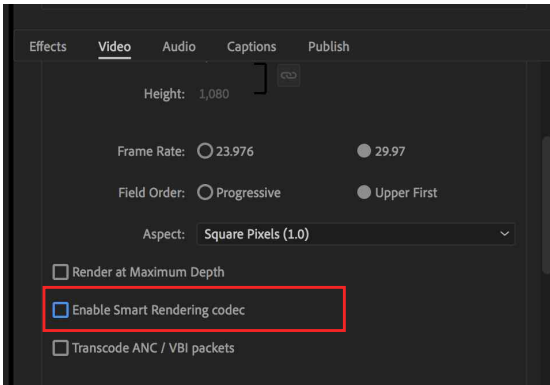 Effects Video Audio Captions Publish
Height: 1,080
Frame Rate: 23.976 29.97
Field Order: Progressive Upper First
Aspect: Square Pixels (1.0)
Render at Maximum Depth
Enable Smart Rendering codec
Transcode ANC / VBI packets